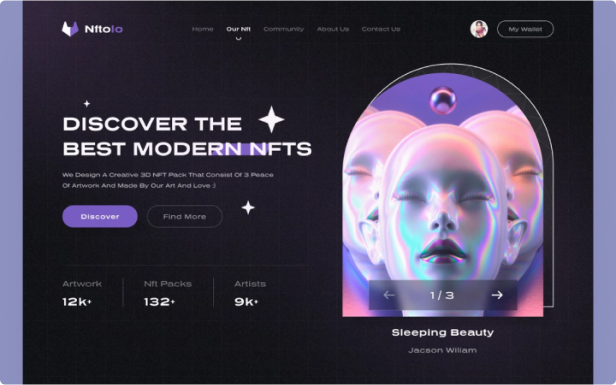 NftoIo
Home Our Nft Community About Us Contact Us
My Wallet
DISCOVER THE
BEST MODERN NFTS
We Design A Creative 3D NFT Pack That Consist Of 3 Peace
Of Artwork And Made By Our Art And Love :)
Discover
Find More
Artwork Nft Packs Artists
12k+ 132+ 9k+
1/3
Sleeping Beauty
Jacson Wiliam